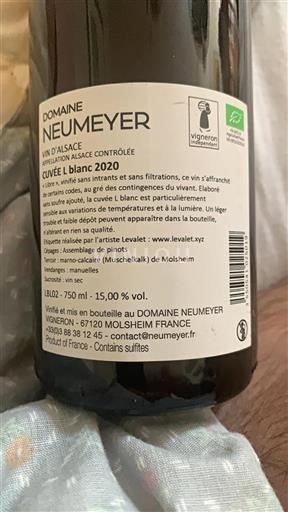 DOMAINE
NEUMEYER
VIN D'ALSACE
APPELLATION ALSACE CONTRÔLÉE
CUVÉE L blanc 2020
vigneron
indépendant
« Libre », vinifié sans intrants et sans filtrations, ce vin s'affranchit
de certains codes, au gré des contingences du vivant. Elaboré
sans soufre ajouté, la cuvée L blanc est particulièrement
sensible aux variations de températures et à la lumière. Un léger
trouble et faible dépôt peuvent apparaître dans la bouteille,
n'altérant en rien sa qualité.
Etiquette réalisée par l'artiste Levalet : www.levalet.xyz
Cépages : Assemblage de pinots
Terroir : marno-calcaire (Muschelkalk) de Molsheim
Vendanges : manuelles
Sucrosité : vin sec
LBL02 - 750 ml - 15,00 % vol.
Vinifié et mis en bouteille au DOMAINE NEUMEYER
VIGNERON - 67120 MOLSHEIM FRANCE
+33(0)3 88 38 12 45 - contact@neumeyer.fr
Product of France - Contains sulfites